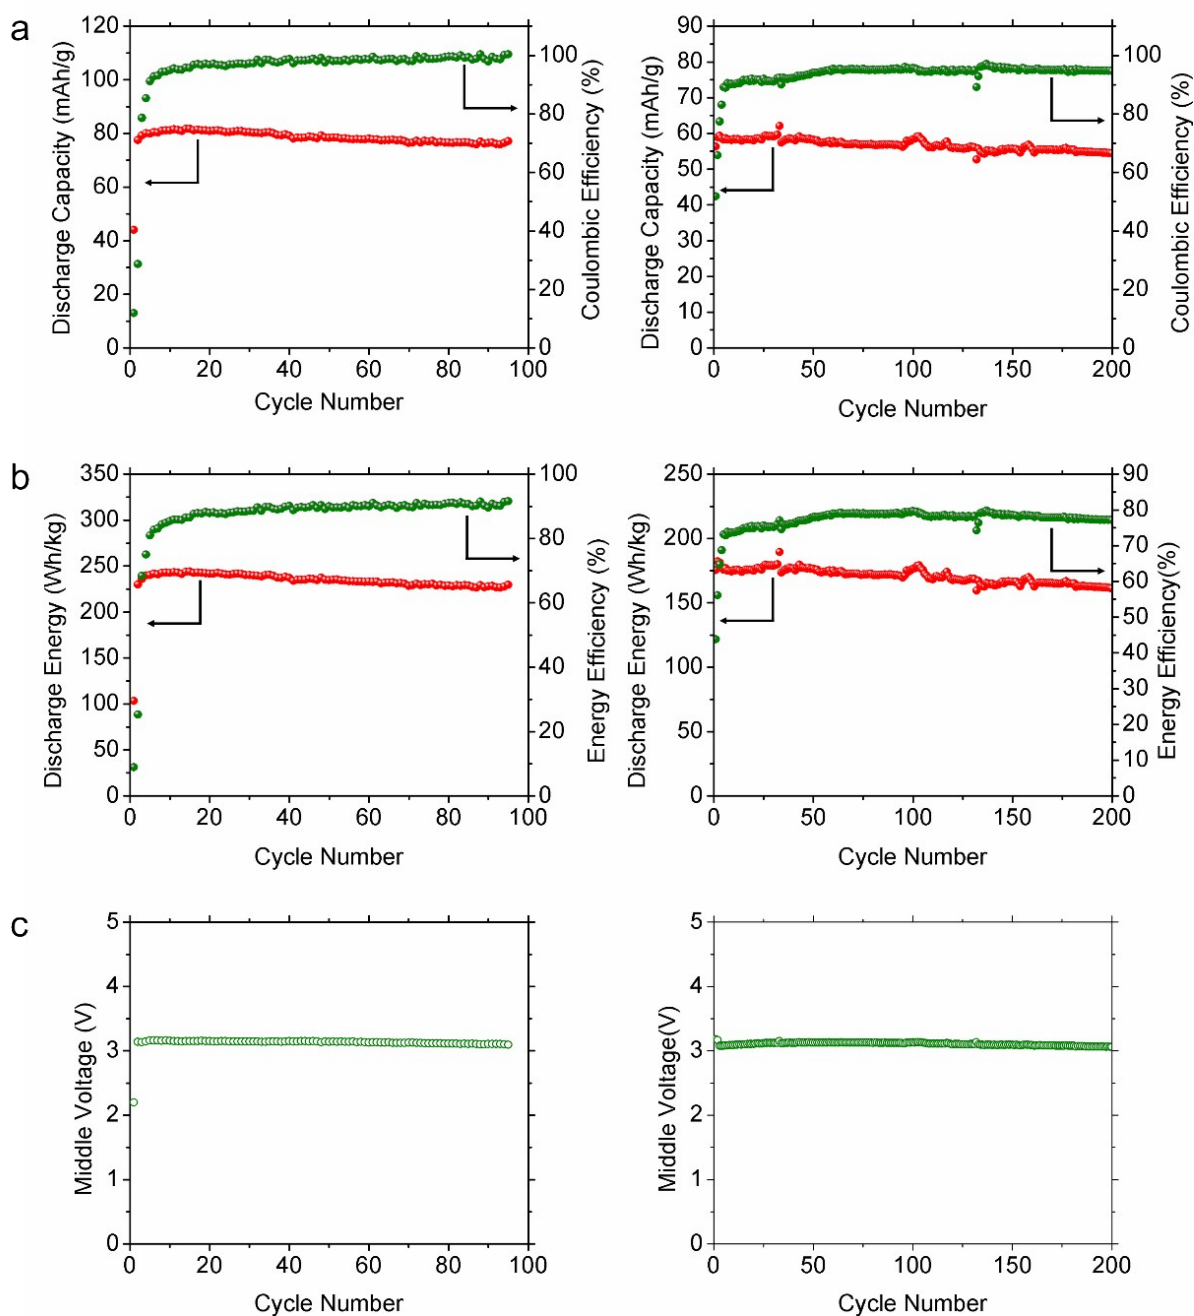 a
Discharge Capacity (mAh/g)
120
100
80
60
40
20
0
100
80
60
40
20
0
Coulombic Efficiency (%)
0 20 40 60 80 100
Cycle Number
Discharge Capacity (mAh/g)
90
80
70
60
50
40
30
20
10
0
100
80
60
40
20
0
Coulombic Efficiency (%)
0 50 100 150 200
Cycle Number
b
Discharge Energy (Wh/kg)
350
300
250
200
150
100
50
0
100
80
60
40
20
0
Energy Efficiency (%)
0 20 40 60 80 100
Cycle Number
Discharge Energy (Wh/kg)
250
200
150
100
50
0
90
80
70
60
50
40
30
20
10
0
Energy Efficiency(%)
0 50 100 150 200
Cycle Number
c
Middle Voltage (V)
5
4
3
2
1
0
0 20 40 60 80 100
Cycle Number
Middle Voltage(V)
5
4
3
2
1
0
0 50 100 150 200
Cycle Number